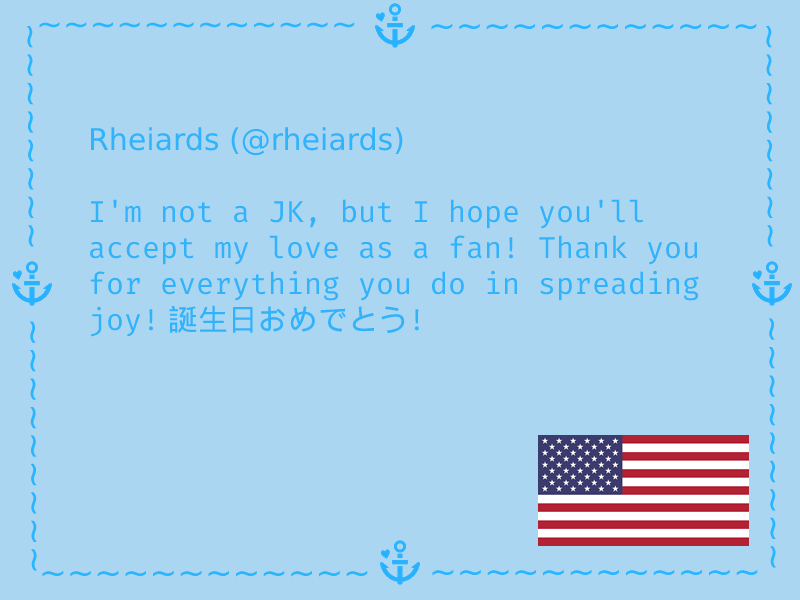 Rheiards (@rheiards)
I'm not a JK, but I hope you'll
accept my love as a fan! Thank you
for everything you do in spreading
joy! 誕生日おめでとう!